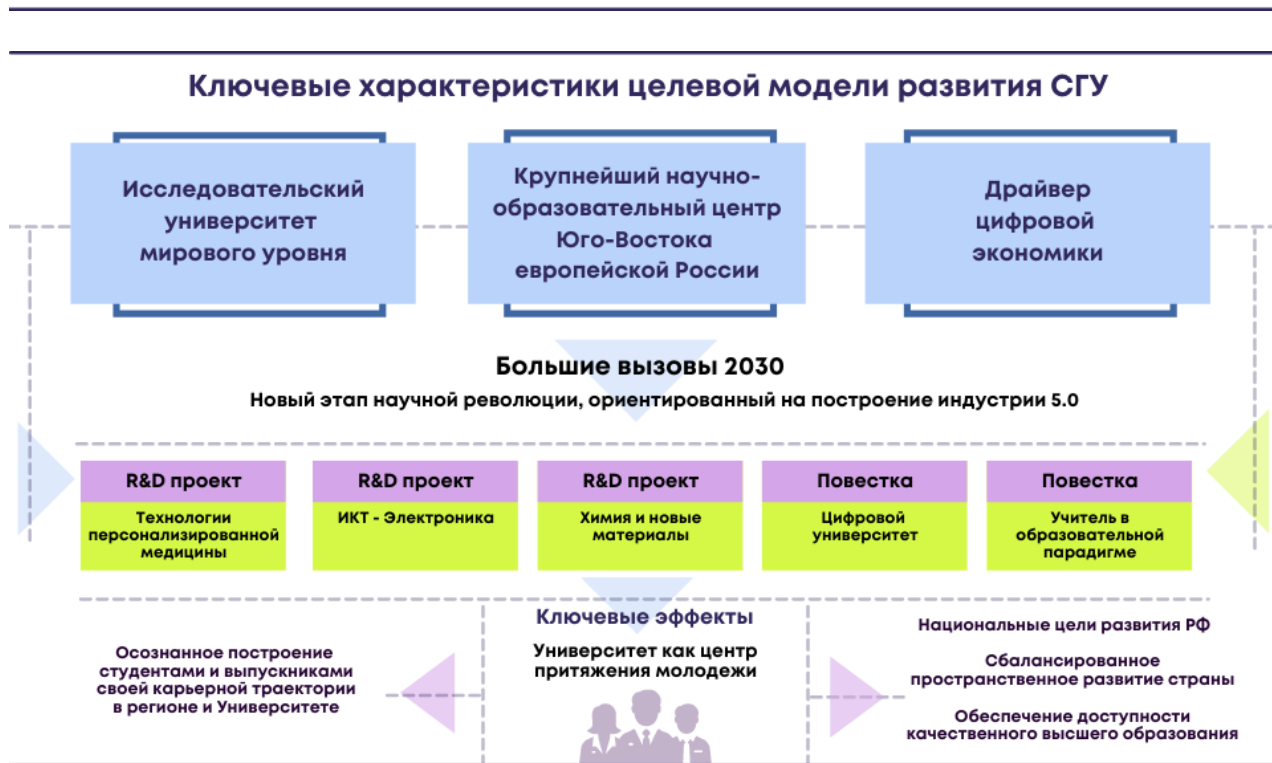 Ключевые характеристики целевой модели развития СГУ
Исследовательский
университет
мирового уровня
Крупнейший научно-
образовательный центр
Юго-Востока
европейской России
Драйвер
цифровой
экономики
Большие вызовы 2030
Новый этап научной революции, ориентированный на построение индустрии 5.0
R&D проект
Технологии
персонализированной
медицины
R&D проект
ИКТ - Электроника
R&D проект
Химия и новые
материалы
Повестка
Цифровой
университет
Повестка
Учитель в
образовательной
парадигме
Осознанное построение
студентами и выпускниками
своей карьерной траектории
в регионе и Университете
Ключевые эффекты
Университет как центр
притяжения молодежи
Национальные цели развития РФ
Сбалансированное
пространственное развитие страны
Обеспечение доступности
качественного высшего образования